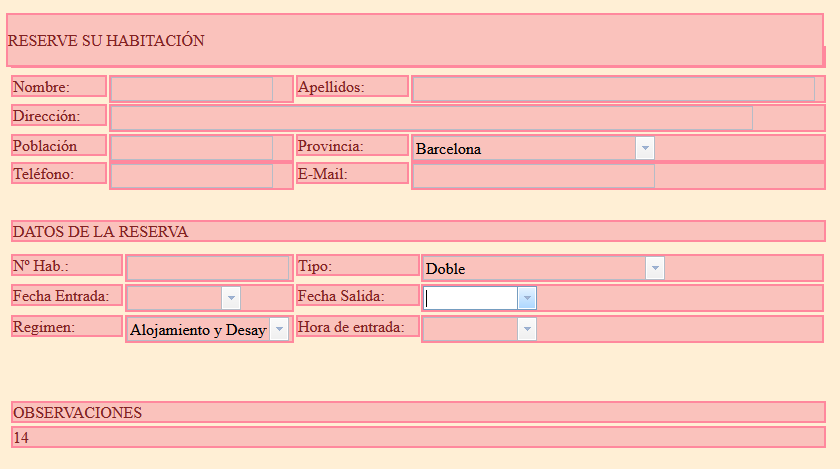 RESERVE SU HABITACIÓN
Nombre: Apellidos:
Dirección:
Población Provincia: Barcelona
Teléfono: E-Mail:
DATOS DE LA RESERVA
Nº Hab.: Tipo: Doble
Fecha Entrada: Fecha Salida:
Regimen: Alojamiento y Desay Hora de entrada:
OBSERVACIONES
14